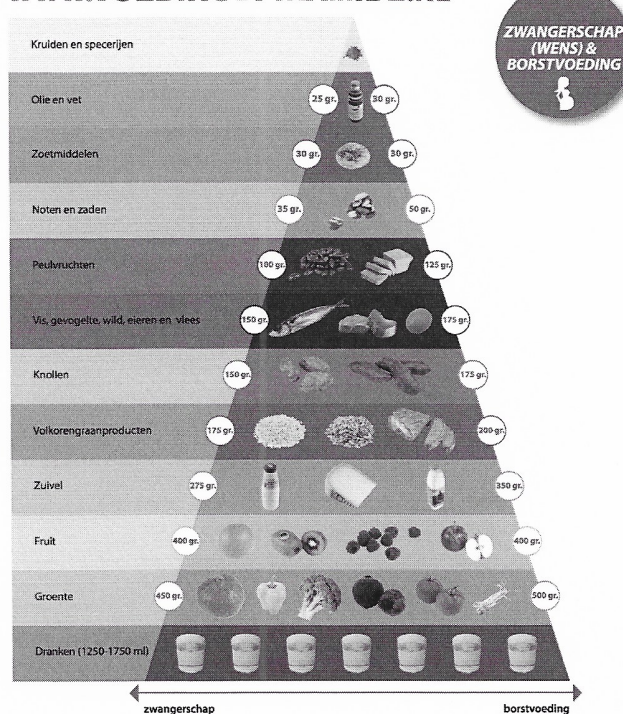 ZWANGERSCHAP
(WENS) &
BORSTVOEDING
Kruiden en specerijen
Olie en vet
25 gr.
30 gr.
Zoetmiddelen
30 gr.
30 gr.
Noten en zaden
35 gr.
50 gr.
Peulvruchten
100 gr.
125 gr.
Vis, gevogelte, wild, eieren en vlees
150 gr.
175 gr.
Knollen
150 gr.
175 gr.
Volkorengraanproducten
175 gr.
200 gr.
Zuivel
275 gr.
350 gr.
Fruit
400 gr.
400 gr.
Groente
450 gr.
500 gr.
Dranken (1250-1750 ml)
zwangerschap
borstvoeding